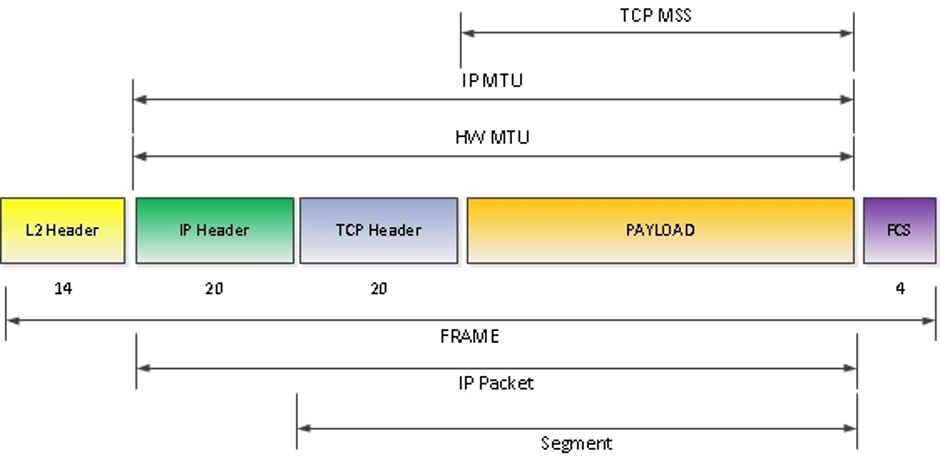 TCP MSS
IP MTU
HW MTU
L2 Header
IP Header
TCP Header
PAYLOAD
FCS
14
20
20
4
FRAME
IP Packet
Segment